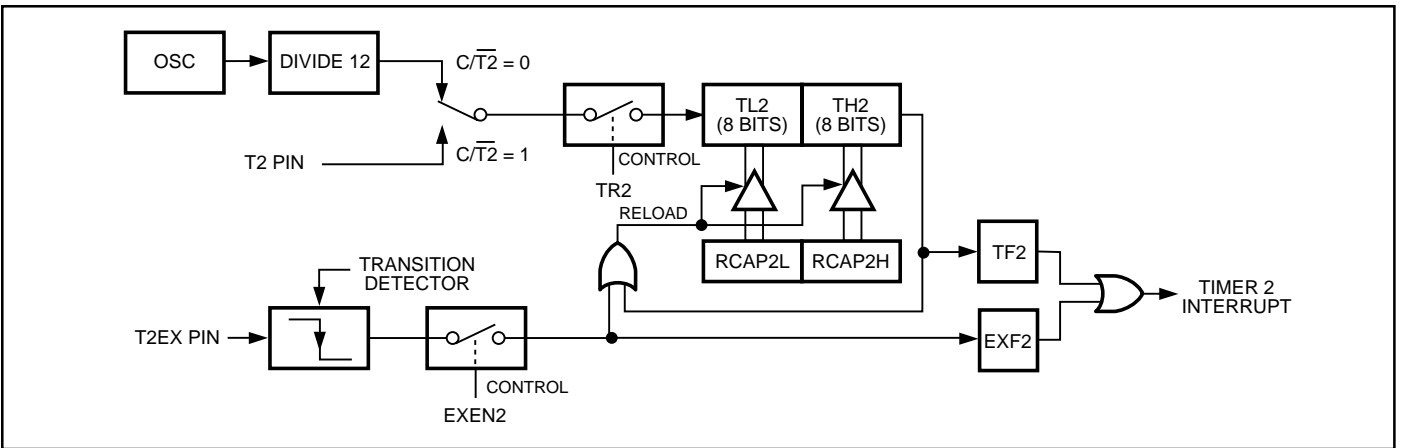 OSC
DIVIDE 12
C/T2̅ = 0
T2 PIN
C/T2̅ = 1
CONTROL
TR2
TL2
(8 BITS)
TH2
(8 BITS)
RELOAD
RCAP2L
RCAP2H
TF2
TRANSITION
DETECTOR
T2EX PIN
CONTROL
EXEN2
EXF2
TIMER 2
INTERRUPT